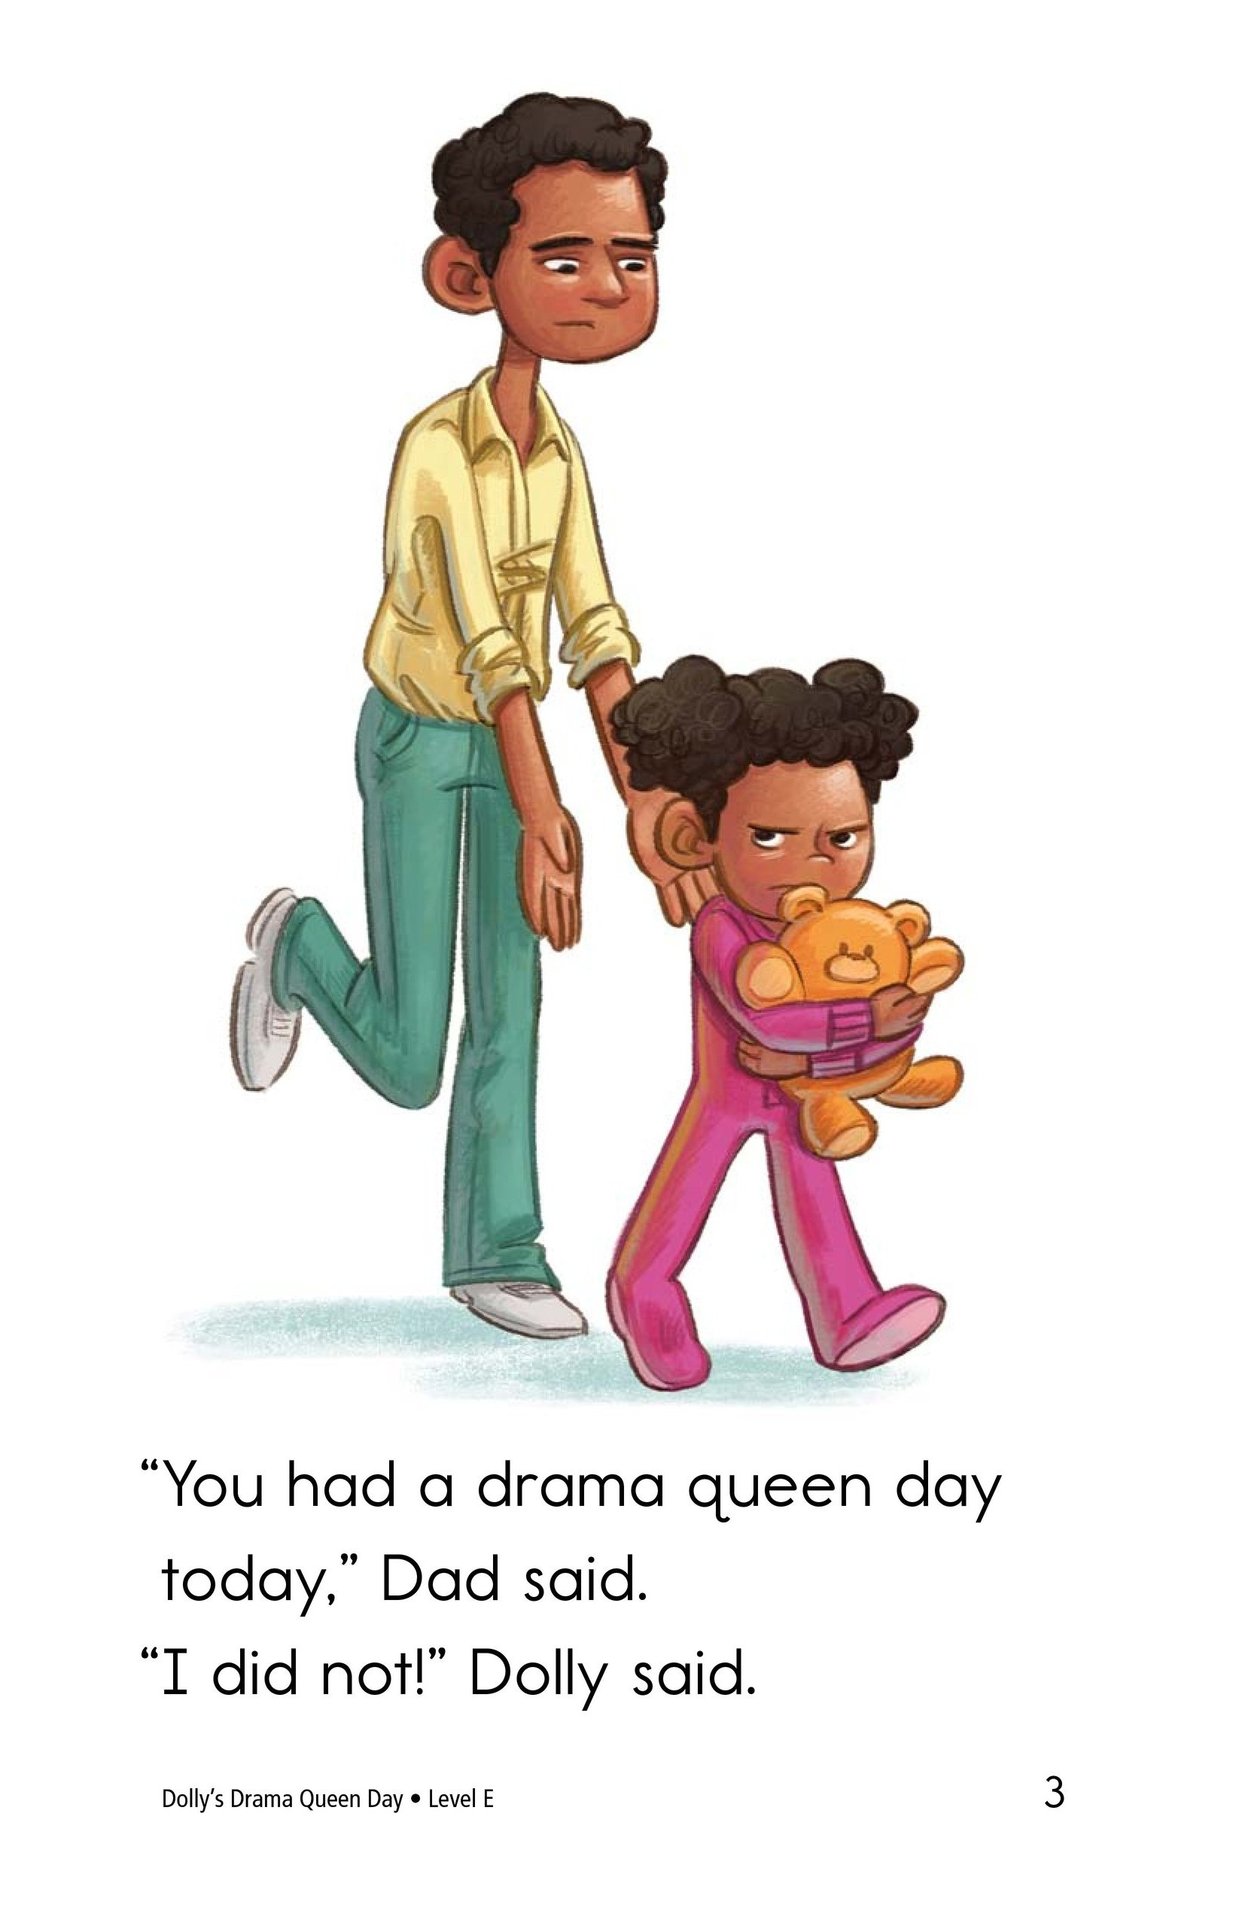 “You had a drama queen day
today,” Dad said.
“I did not!” Dolly said.
Dolly’s Drama Queen Day • Level E
3